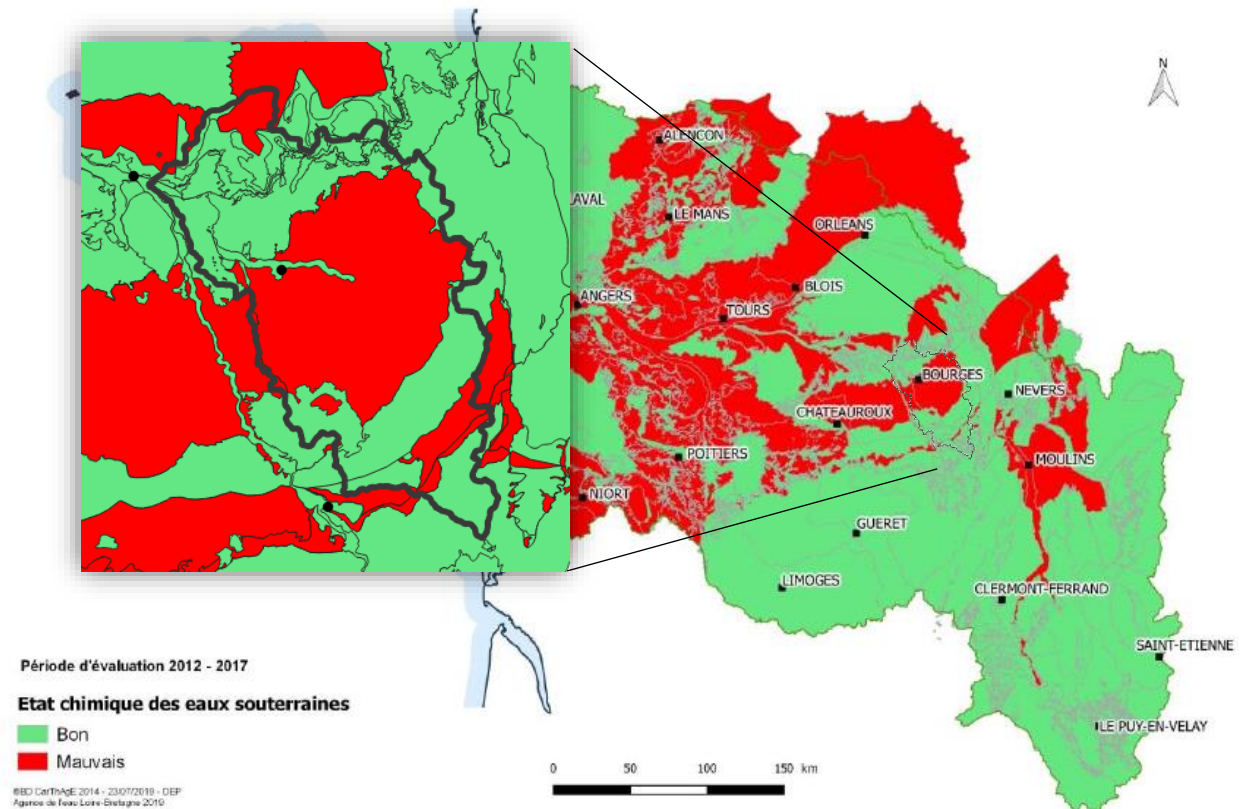 N
ALENCON
LAVAL
LE MANS
ORLEANS
ANGERS
BLOIS
TOURS
BOURGES
NEVERS
CHATEAUROUX
POITIERS
MOULINS
NIORT
GUERET
LIMOGES
CLERMONT-FERRAND
SAINT-ETIENNE
LE PUY-EN-VELAY
Période d'évaluation 2012 - 2017
Etat chimique des eaux souterraines
Bon
Mauvais
0 50 100 150 km
©BD CarThAgE 2014 - 23/07/2019 - DEP
Agence de l'eau Loire-Bretagne 2019